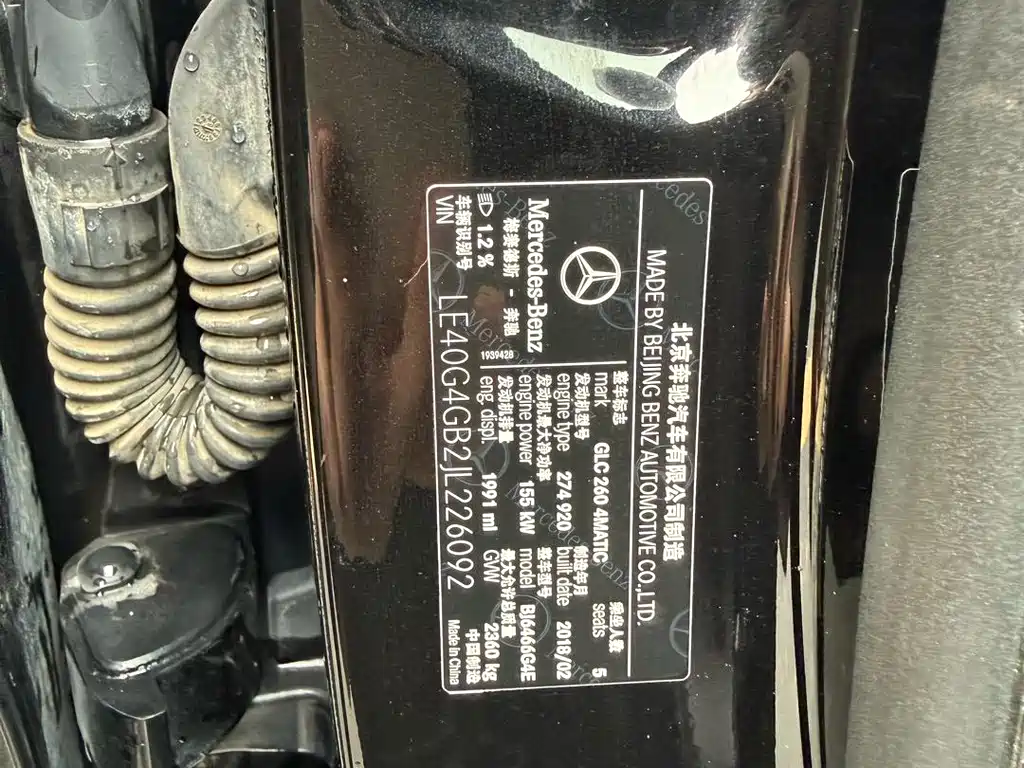 北京奔驰汽车有限公司制造
MADE BY BEIJING BENZ AUTOMOTIVE CO.,LTD.
Mercedes-Benz
梅赛德斯 - 奔驰
1.2 %
1939428
整车标志 mark GLC 260 4MATIC
乘坐人数 seats 5
发动机型号 engine type 274 920
制造年月 built date 2018/02
发动机最大净功率 engine power 155 kW
整车型号 model BJ6466G4E
发动机排量 eng. displ. 1991 ml
最大允许总质量 GVW 2360 kg
车辆识别号 VIN LE40G4GB2JL226092
中国制造 Made in China